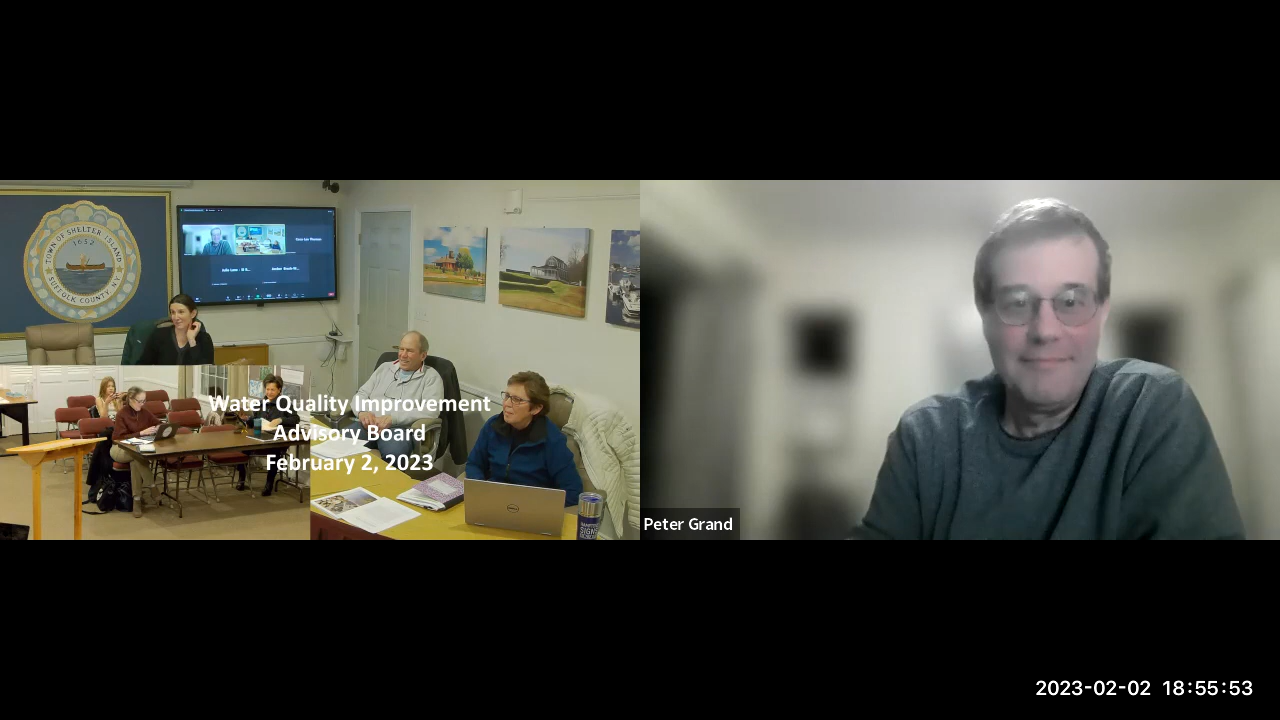 TOWN OF SHELTER ISLAND
1652
SUFFOLK COUNTY, N.Y.
Water Quality Improvement
Advisory Board
February 2, 2023
DELL
Peter Grand
2023-02-02 18:55:53